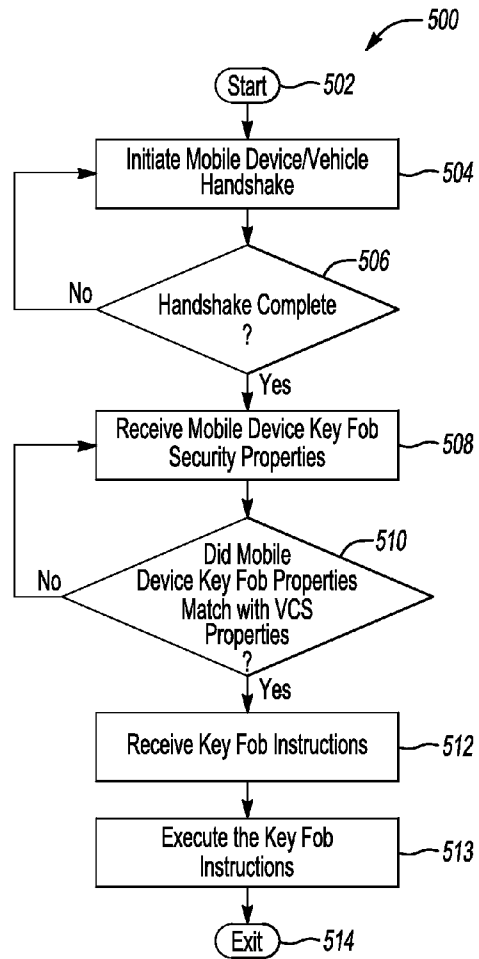 500
Start
502
Initiate Mobile Device/Vehicle
Handshake
504
506
Handshake Complete
?
No
Yes
Receive Mobile Device Key Fob
Security Properties
508
510
Did Mobile
Device Key Fob Properties
Match with VCS
Properties
?
No
Yes
Receive Key Fob Instructions
512
Execute the Key Fob
Instructions
513
Exit
514